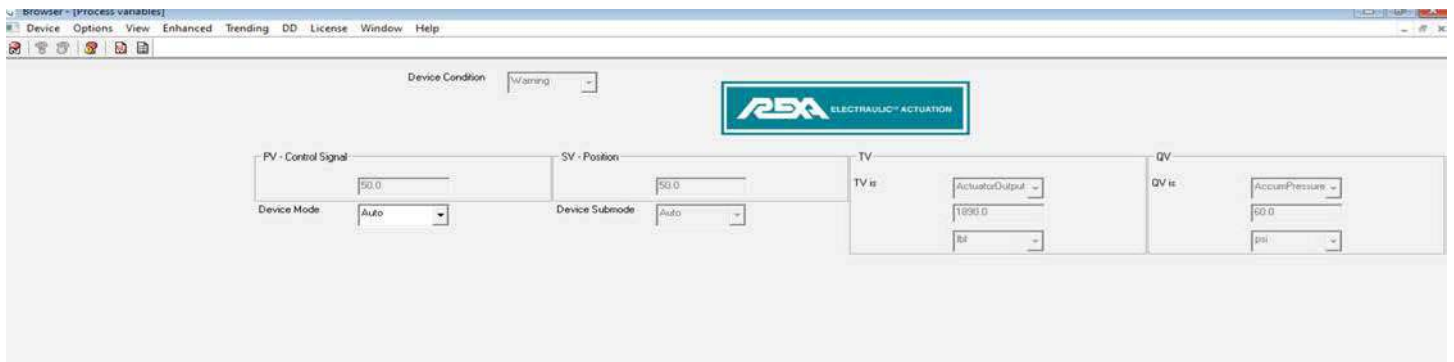 Browser - [Process variables]
Device Options View Enhanced Trending DD License Window Help
Device Condition Warning
REXA ELECTRAULIC™ ACTUATION
PV - Control Signal SV - Position TV QV
50.0 50.0 TV is ActuatorOutput QV is AccumPressure
Device Mode Auto Device Submode Auto 1890.0 60.0
lbf psi